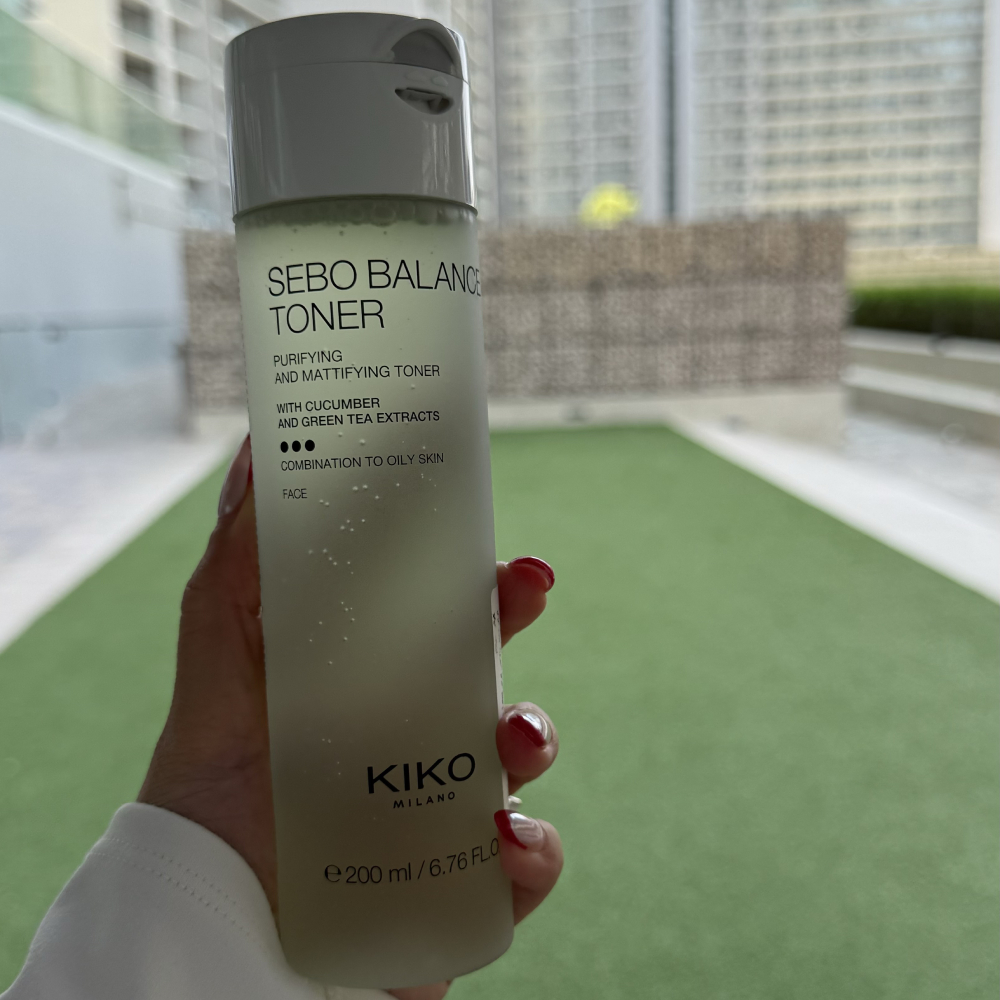 SEBO BALANCE
TONER
PURIFYING
AND MATTIFYING TONER
WITH CUCUMBER
AND GREEN TEA EXTRACTS
COMBINATION TO OILY SKIN
FACE
KIKO
MILANO
℮ 200 ml / 6.76 FL.O